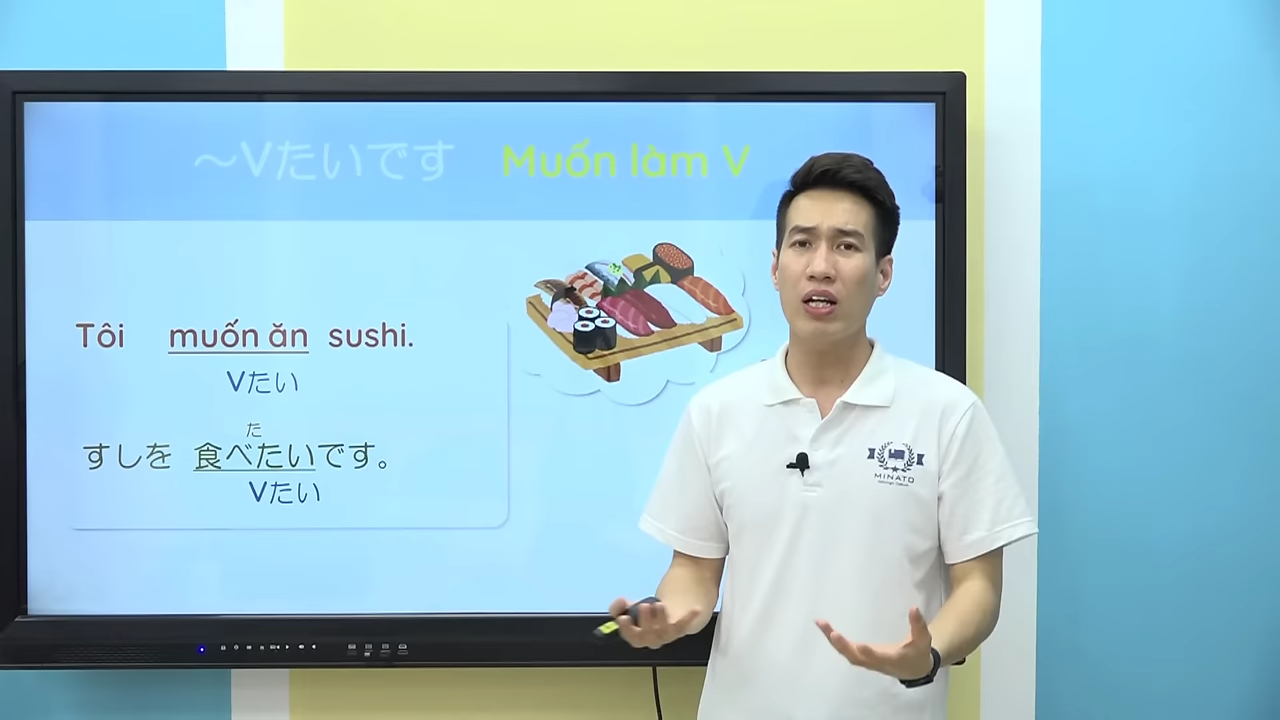 ～Vたいです Muốn làm V
Tôi muốn ăn sushi.
Vたい
た
すしを 食べたいです。
Vたい
MINATO